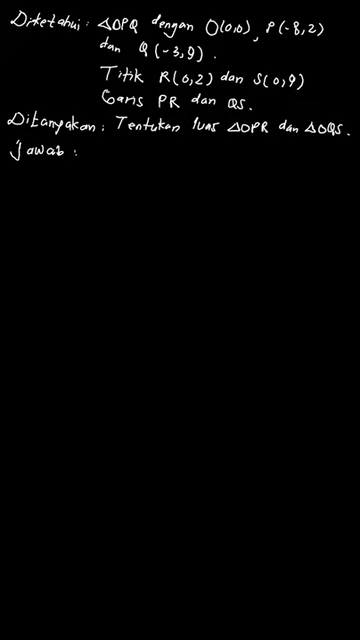 Diketahui: △OPQ dengan O(0,0), P(-8,2)
dan Q(-3,9)
Titik R(0,2) dan S(0,9)
Garis PR dan QS.
Ditanyakan: Tentukan luas △OPR dan △OQS.
Jawab: